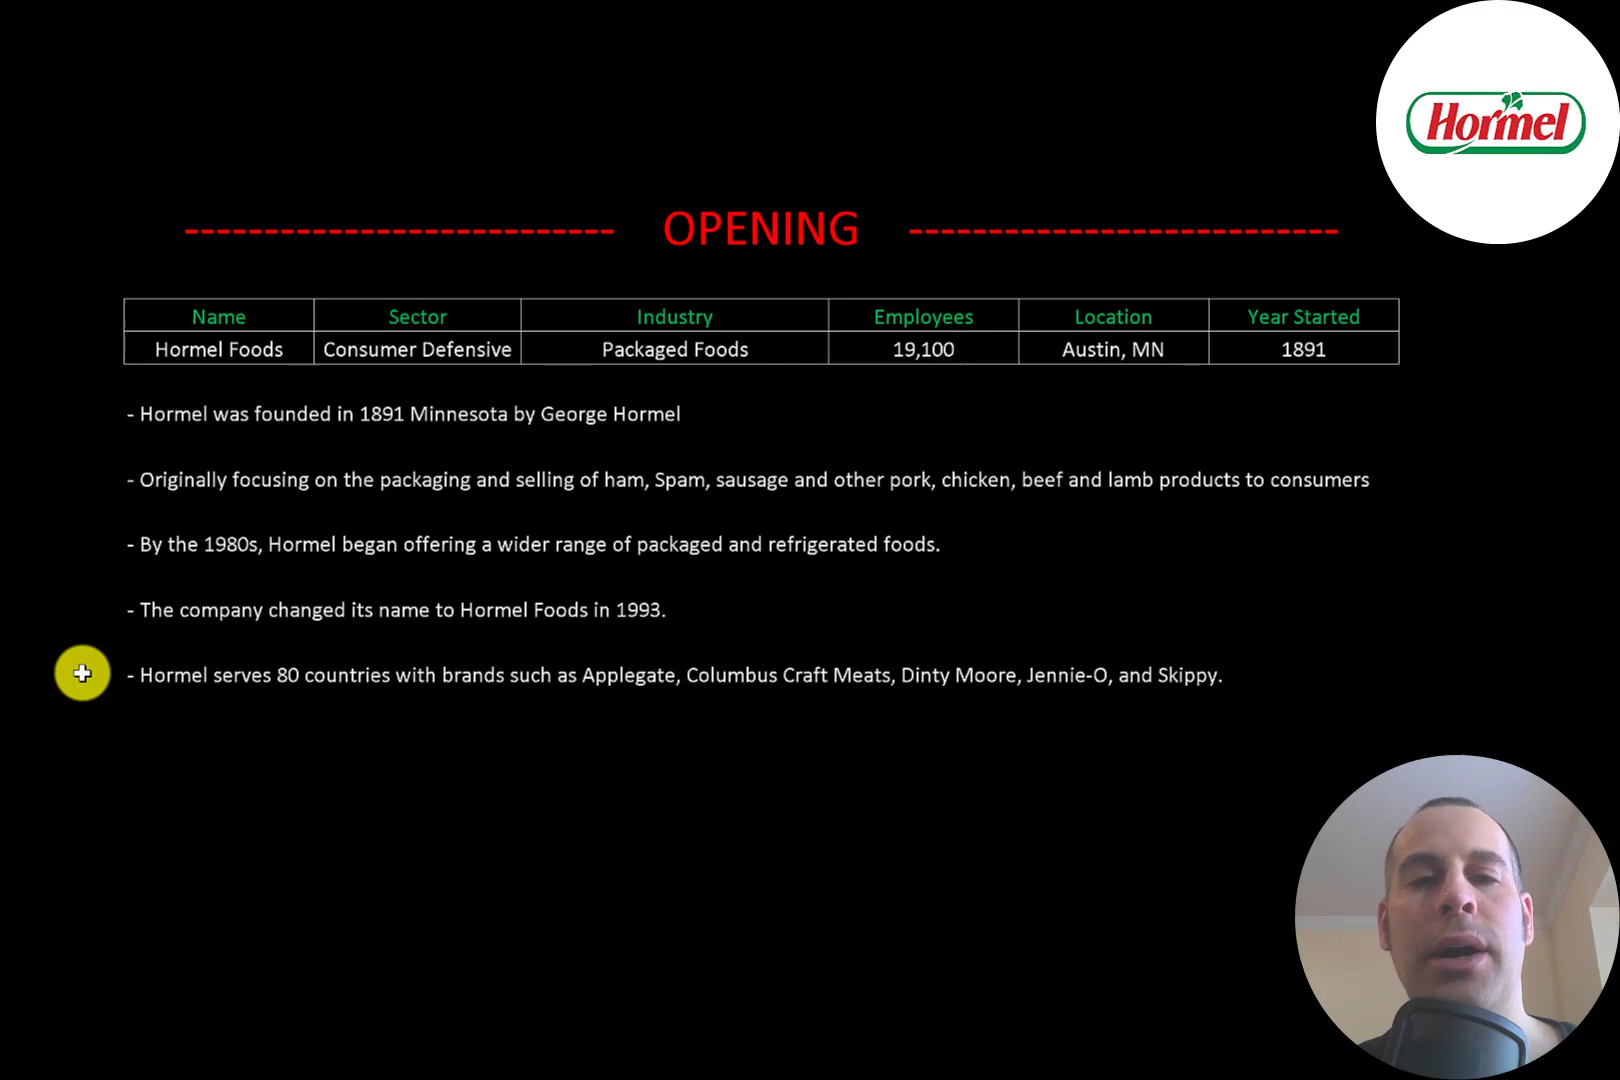 Hormel
--------------------------- OPENING ---------------------------
Name Sector Industry Employees Location Year Started
Hormel Foods Consumer Defensive Packaged Foods 19,100 Austin, MN 1891
- Hormel was founded in 1891 Minnesota by George Hormel
- Originally focusing on the packaging and selling of ham, Spam, sausage and other pork, chicken, beef and lamb products to consumers
- By the 1980s, Hormel began offering a wider range of packaged and refrigerated foods.
- The company changed its name to Hormel Foods in 1993.
- Hormel serves 80 countries with brands such as Applegate, Columbus Craft Meats, Dinty Moore, Jennie-O, and Skippy.